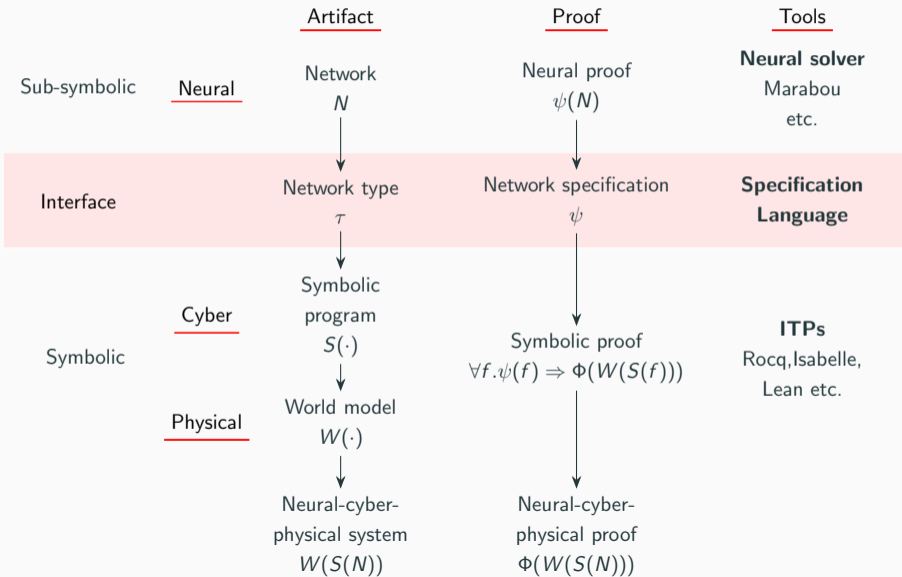 Artifact Proof Tools
Sub-symbolic Neural Network Neural proof Neural solver
N ψ(N) Marabou
etc.
Interface Network type Network specification Specification
τ ψ Language
Cyber Symbolic
program
S(·)
Symbolic Symbolic proof ITPs
∀f.ψ(f) ⇒ Φ(W(S(f))) Rocq,Isabelle,
Lean etc.
Physical World model
W(·)
Neural-cyber- Neural-cyber-
physical system physical proof
W(S(N)) Φ(W(S(N)))